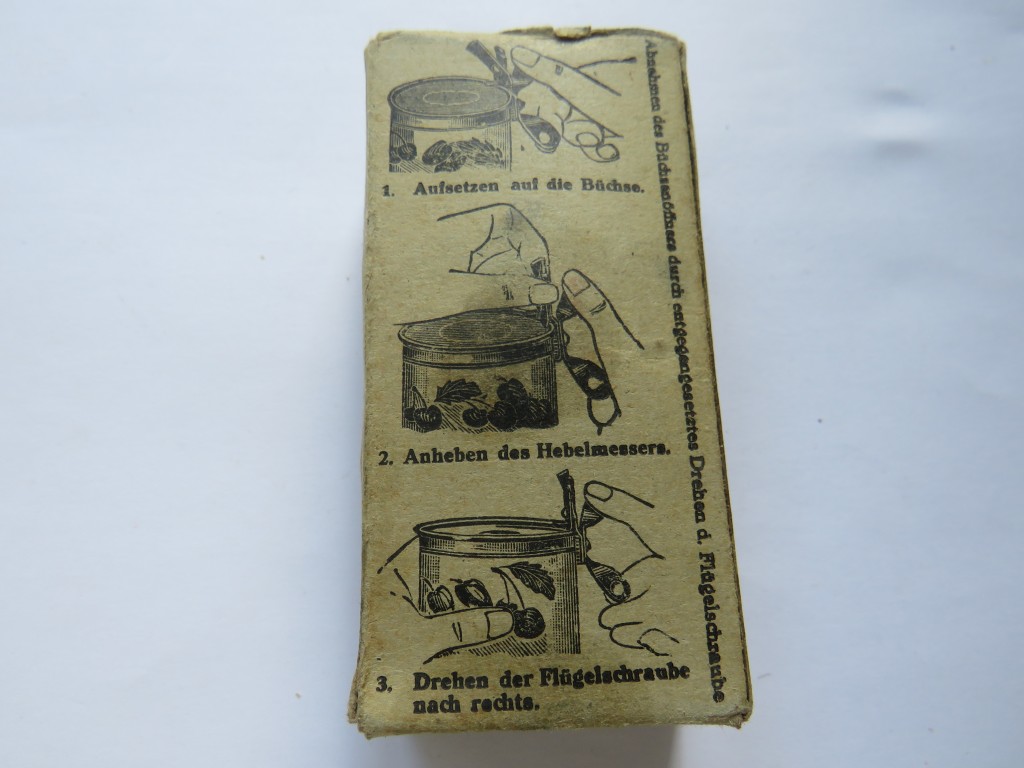 1. Aufsetzen auf die Büchse.
2. Anheben des Hebelmessers.
3. Drehen der Flügelschraube
nach rechts.
Abnehmen des Büchsenöffners durch entgegengesetztes Drehen d. Flügelschraube